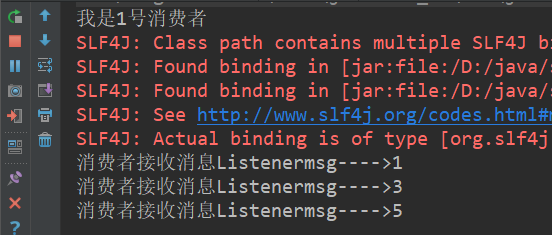 我是1号消费者
SLF4J: Class path contains multiple SLF4J bi
SLF4J: Found binding in [jar:file:/D:/java/s
SLF4J: Found binding in [jar:file:/D:/java/s
SLF4J: See http://www.slf4j.org/codes.html#m
SLF4J: Actual binding is of type [org.slf4j
消费者接收消息Listenermsg---->1
消费者接收消息Listenermsg---->3
消费者接收消息Listenermsg---->5